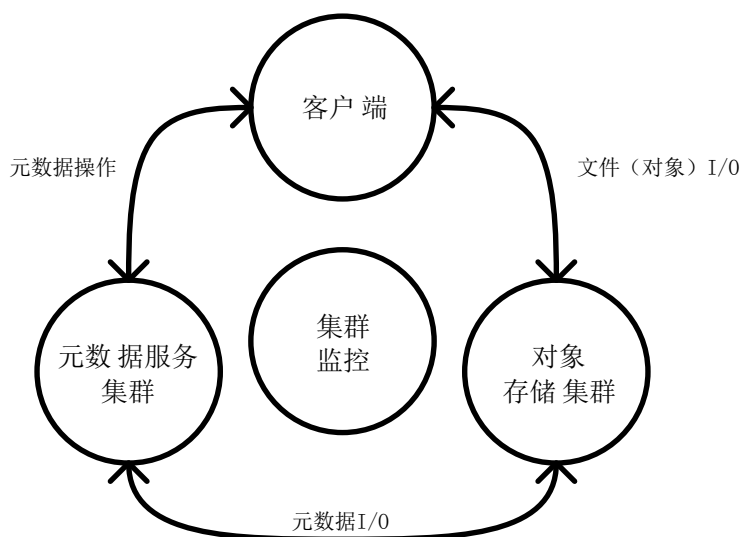 客户端
元数据操作
文件（对象）I/O
集群
监控
元数据服务
集群
对象
存储集群
元数据I/O